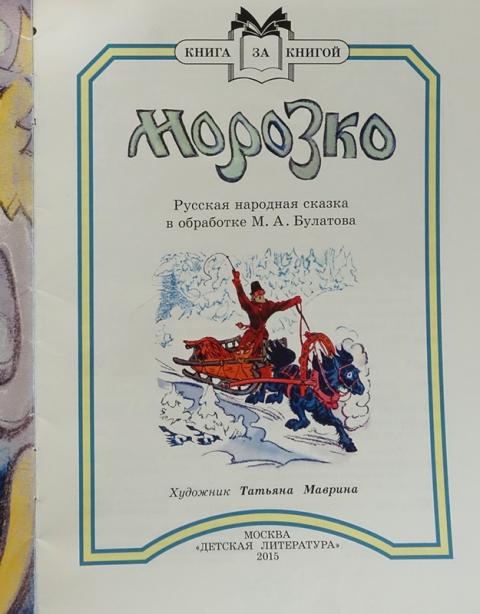 КНИГА ЗА КНИГОЙ
Морозко
Русская народная сказка
в обработке М. А. Булатова
Художник Татьяна Маврина
МОСКВА
«ДЕТСКАЯ ЛИТЕРАТУРА»
2015